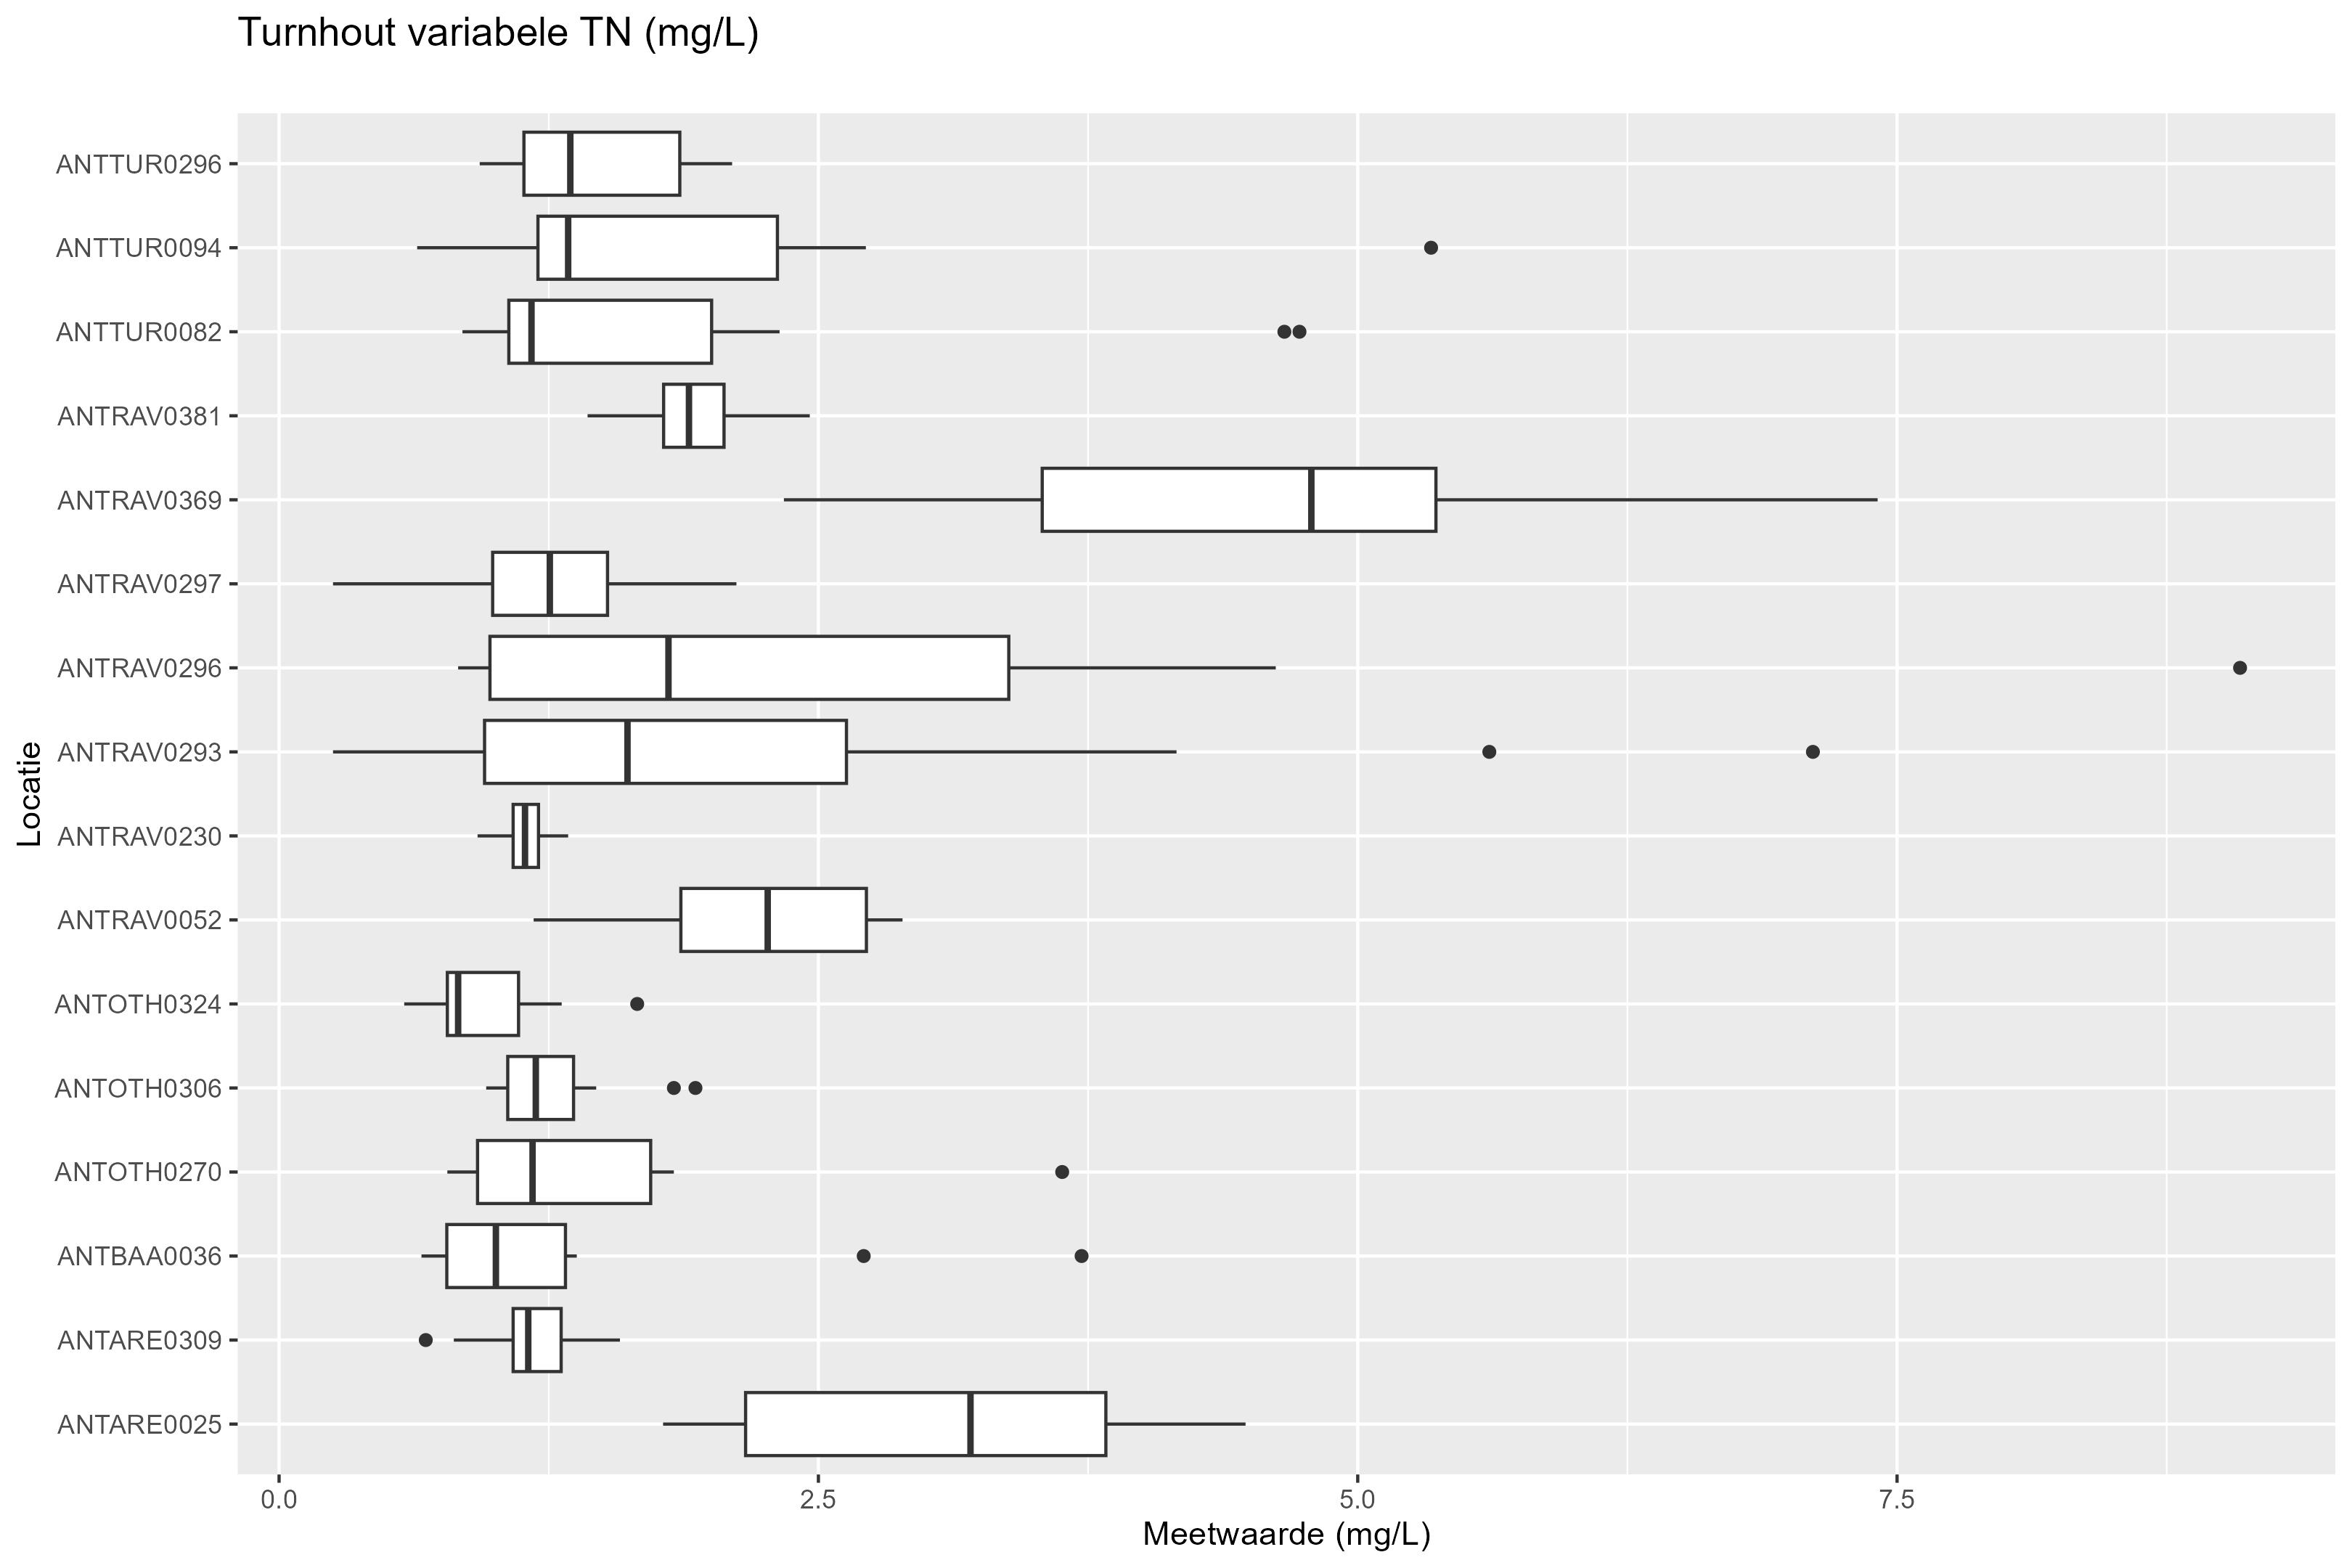 Turnhout variabele TN (mg/L)
ANTTUR0296
ANTTUR0094
ANTTUR0082
ANTRAV0381
ANTRAV0369
ANTRAV0297
ANTRAV0296
ANTRAV0293
ANTRAV0230
ANTRAV0052
ANTOTH0324
ANTOTH0306
ANTOTH0270
ANTBAA0036
ANTARE0309
ANTARE0025
Locatie
0.0 2.5 5.0 7.5
Meetwaarde (mg/L)